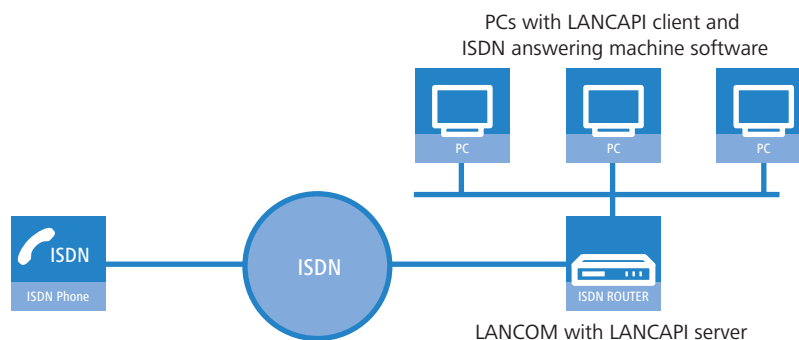 PCs with LANCAPI client and
ISDN answering machine software
PC
PC
PC
ISDN
ISDN Phone
ISDN
ISDN ROUTER
LANCOM with LANCAPI server